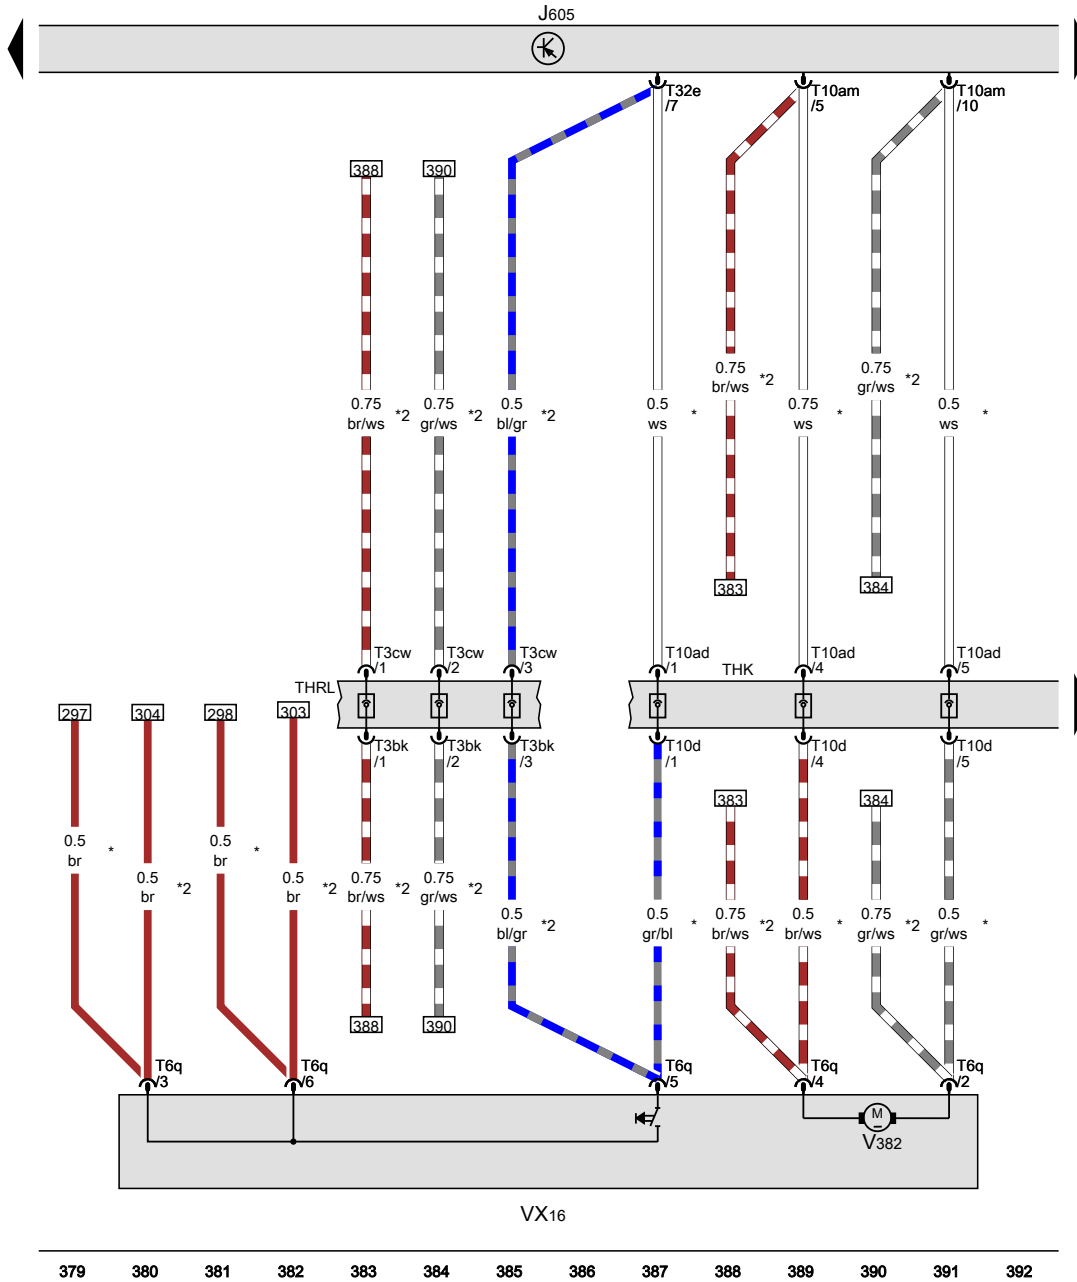 J605
T32e
/7
T10am
/5
T10am
/10
388
390
0.75
br/ws
*2
0.75
gr/ws
*2
0.5
bl/gr
*2
0.5
ws
*
0.75
br/ws
*2
0.75
ws
*
0.75
gr/ws
*2
0.5
ws
*
383
384
T3cw
/1
T3cw
/2
T3cw
/3
T10ad
/1
THK
T10ad
/4
T10ad
/5
THRL
297
304
298
303
T3bk
/1
T3bk
/2
T3bk
/3
T10d
/1
T10d
/4
T10d
/5
383
384
0.5
br
*
0.5
br
*2
0.5
br
*
0.5
br
*2
0.75
br/ws
*2
0.75
gr/ws
*2
0.5
bl/gr
*2
0.5
gr/bl
*
0.75
br/ws
*2
0.5
br/ws
*
0.75
gr/ws
*2
0.5
gr/ws
*
388
390
T6q
/3
T6q
/6
T6q
/5
T6q
/4
T6q
/2
M
V382
VX16
379 380 381 382 383 384 385 386 387 388 389 390 391 392